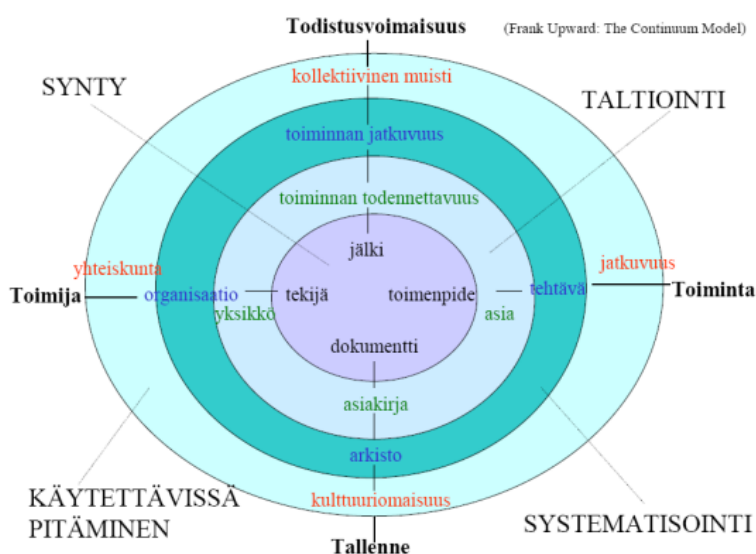 Todistusvoimaisuus
(Frank Upward: The Continuum Model)
SYNTY
kollektiivinen muisti
TALTIOINTI
toiminnan jatkuvuus
toiminnan todennettavuus
jälki
yhteiskunta
jatkuvuus
Toimija
organisaatio
tekijä
toimenpide
tehtävä
Toiminta
yksikkö
asia
dokumentti
asiakirja
arkisto
KÄYTETTÄVISSÄ
PITÄMINEN
kulttuuriomaisuus
SYSTEMATISOINTI
Tallenne